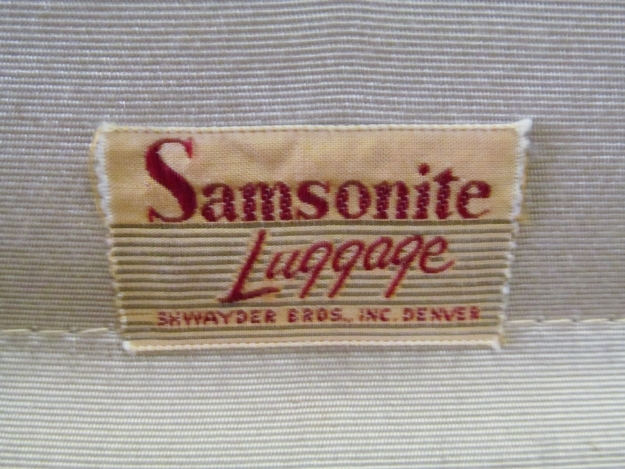 Samsonite
Luggage
SHWAYDER BROS., INC. DENVER